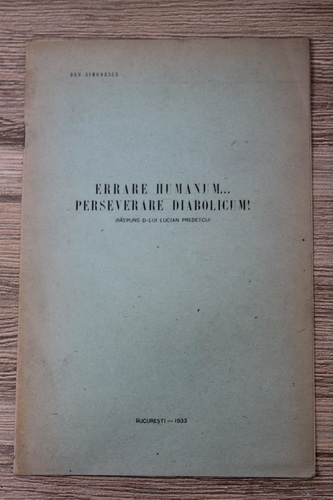 DAN SIMONESCU
ERRARE HUMANUM...
PERSEVERARE DIABOLICUM!
(RĂSPUNS D-LUI LUCIAN PREDESCU)
BUCUREȘTI — 1933